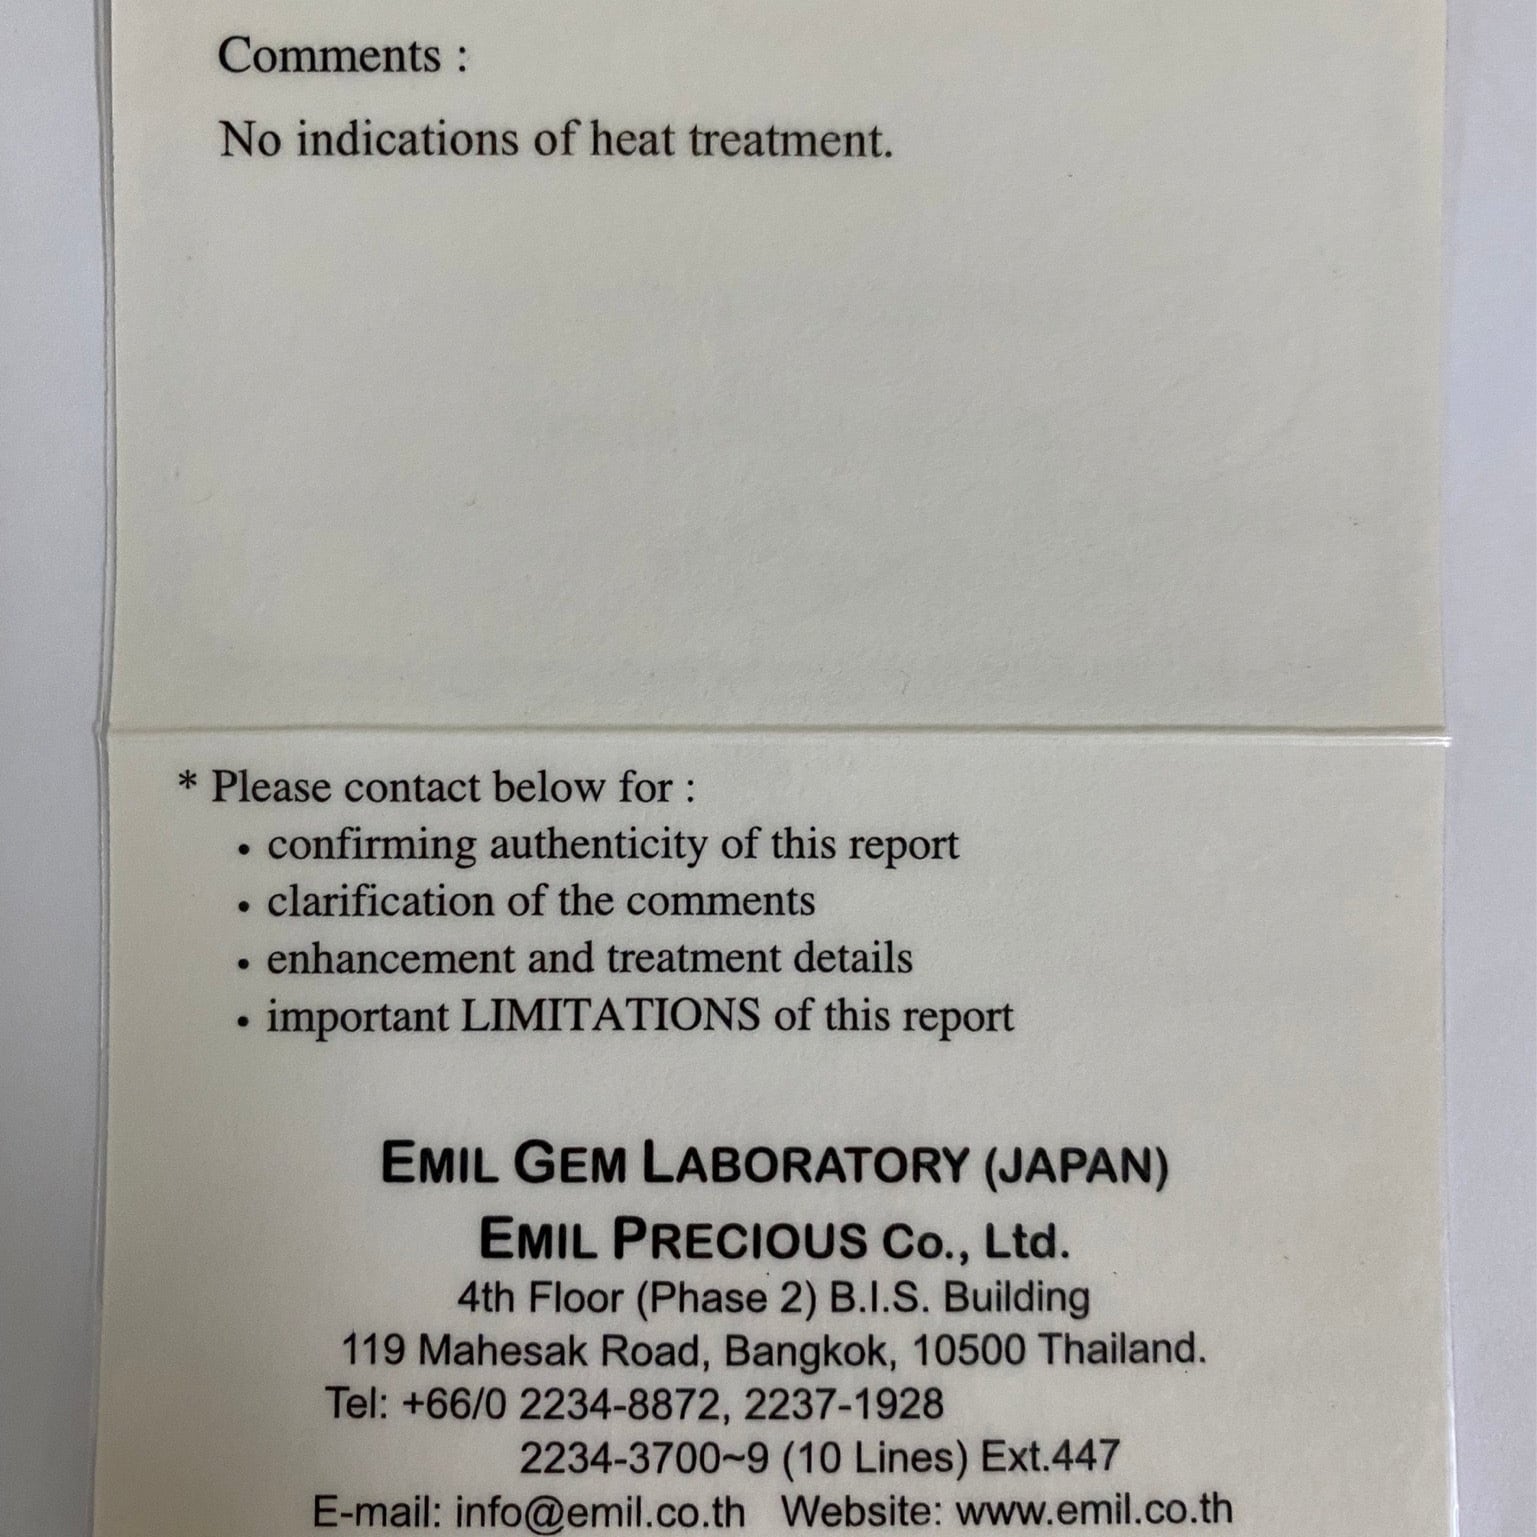 Comments :
No indications of heat treatment.
* Please contact below for :
• confirming authenticity of this report
• clarification of the comments
• enhancement and treatment details
• important LIMITATIONS of this report
EMIL GEM LABORATORY (JAPAN)
EMIL PRECIOUS Co., Ltd.
4th Floor (Phase 2) B.I.S. Building
119 Mahesak Road, Bangkok, 10500 Thailand.
Tel: +66/0 2234-8872, 2237-1928
2234-3700~9 (10 Lines) Ext.447
E-mail: info@emil.co.th Website: www.emil.co.th